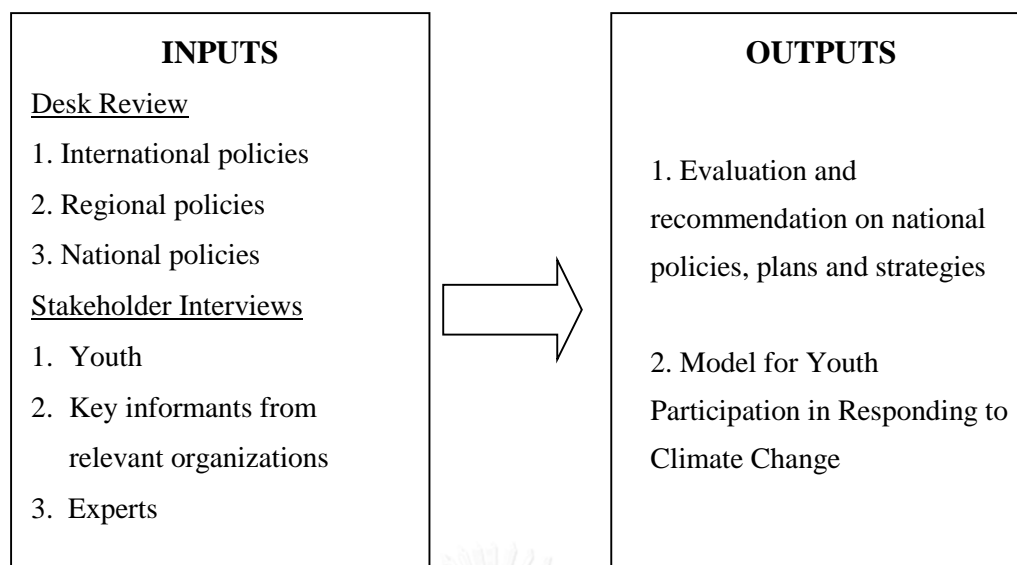 INPUTS
Desk Review
1. International policies
2. Regional policies
3. National policies
Stakeholder Interviews
1. Youth
2. Key informants from
relevant organizations
3. Experts
OUTPUTS
1. Evaluation and
recommendation on national
policies, plans and strategies
2. Model for Youth
Participation in Responding to
Climate Change